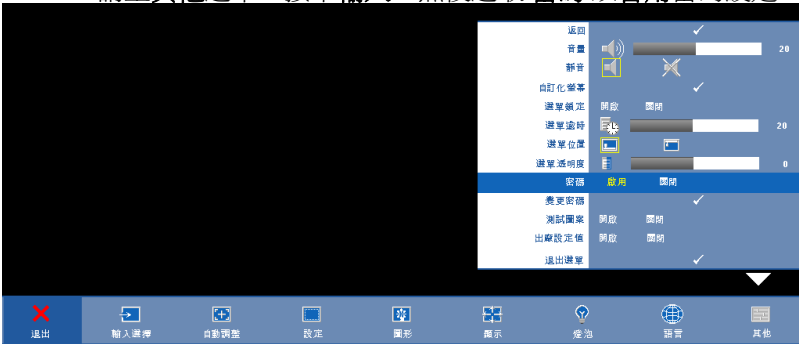 返回
音量 20
靜音
自訂化螢幕
選單鎖定 開啟 關閉
選單逾時 20
選單位置
選單透明度 0
密碼 啟用 關閉
變更密碼
測試圖案 開啟 關閉
出廠設定值 開啟 關閉
退出選單
退出 輸入選擇 自動調整 設定 圖形 顯示 燈泡 語言 其他